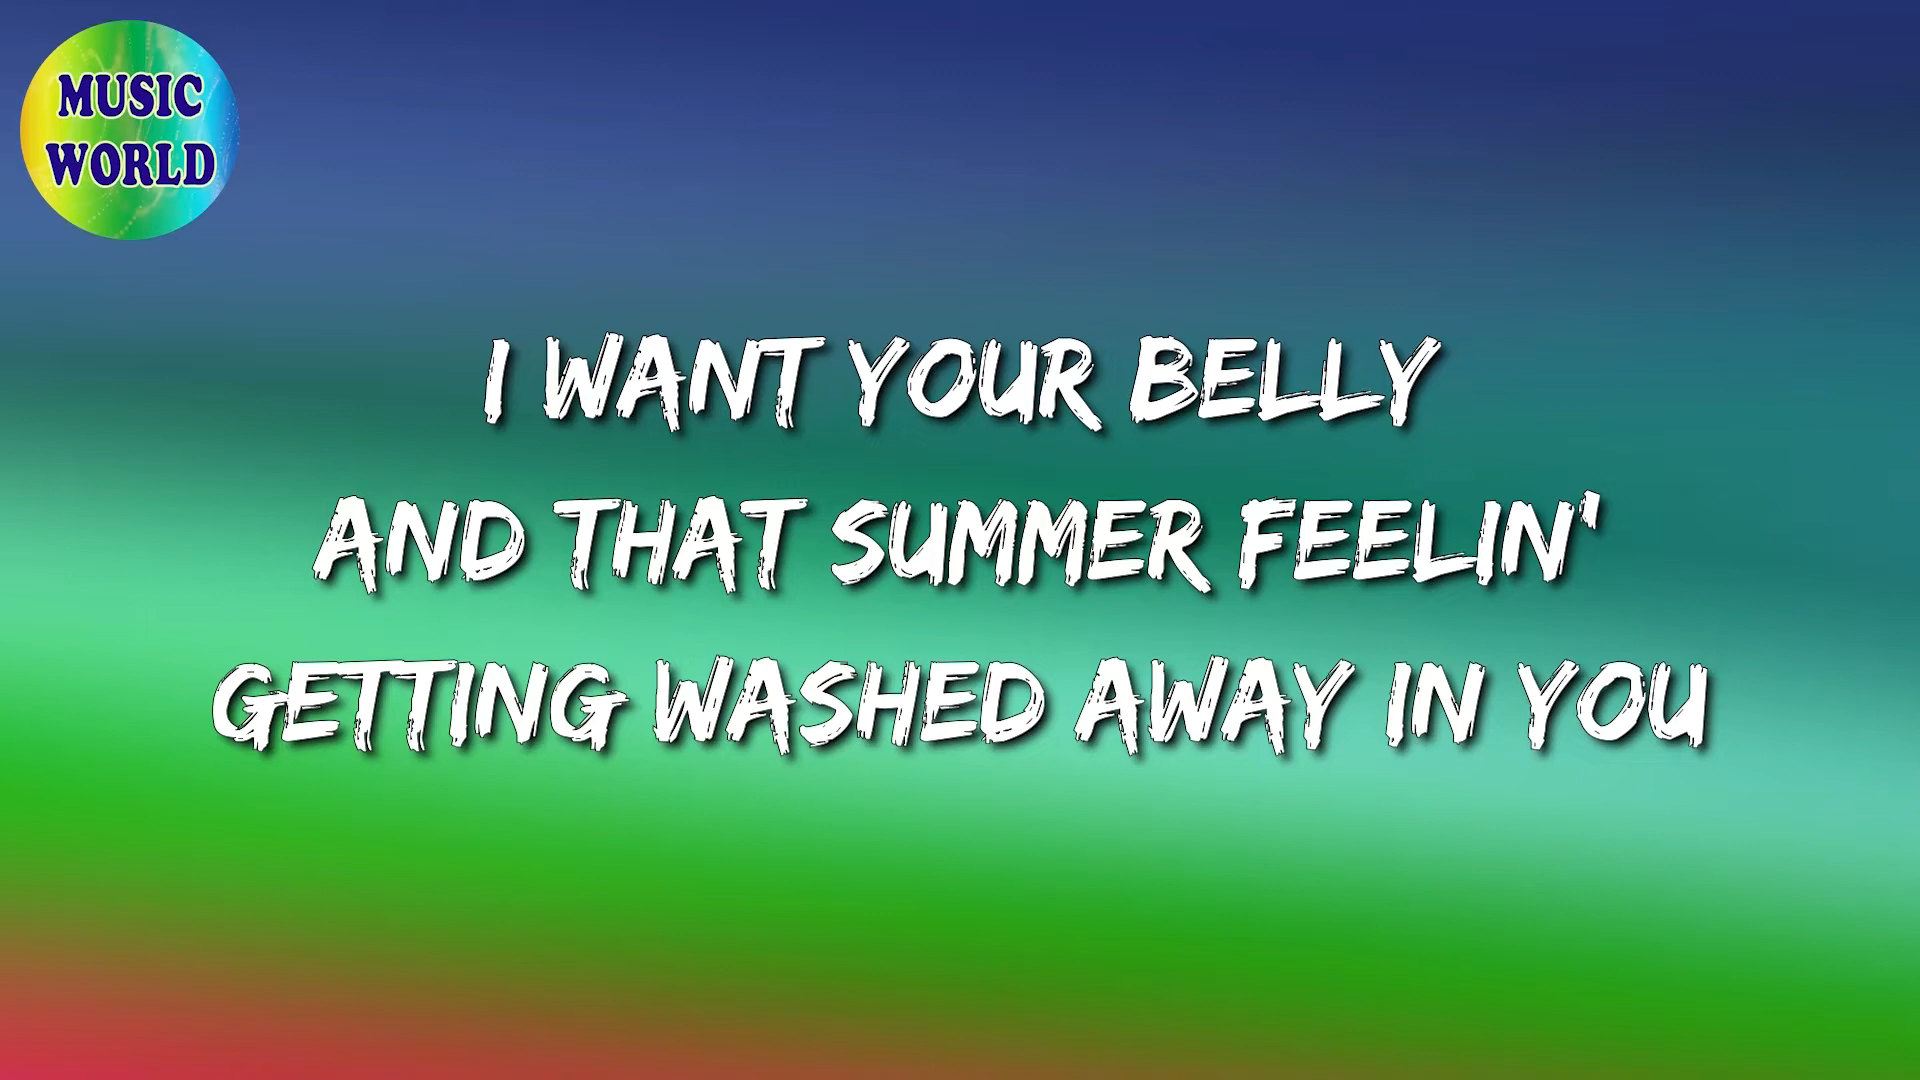 MUSIC
WORLD
I WANT YOUR BELLY
AND THAT SUMMER FEELIN'
GETTING WASHED AWAY IN YOU